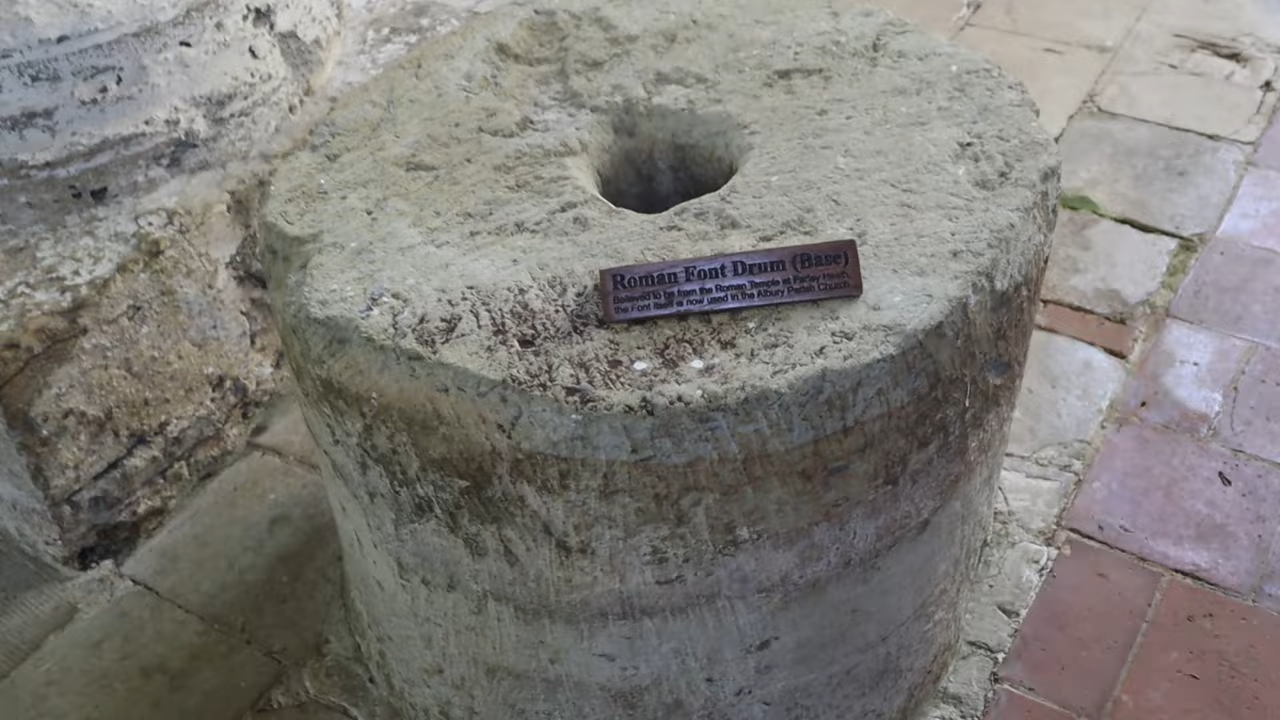 Roman Font Drum (Base)
Believed to be from the Roman Temple at Farley Heath
the Font itself is now used in the Albury Parish Church